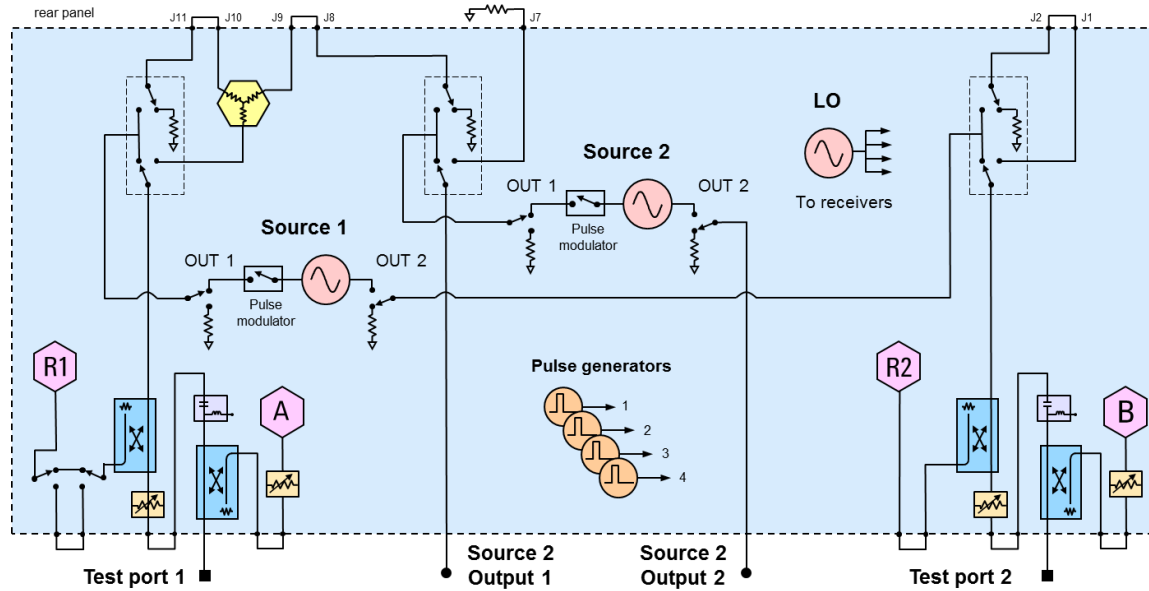 rear panel
J11
J10
J9
J8
J7
J2
J1
LO
To receivers
Source 2
OUT 1
OUT 2
Pulse
modulator
Source 1
OUT 1
OUT 2
Pulse
modulator
R1
A
Pulse generators
1
2
3
4
R2
B
Test port 1
Source 2
Output 1
Source 2
Output 2
Test port 2